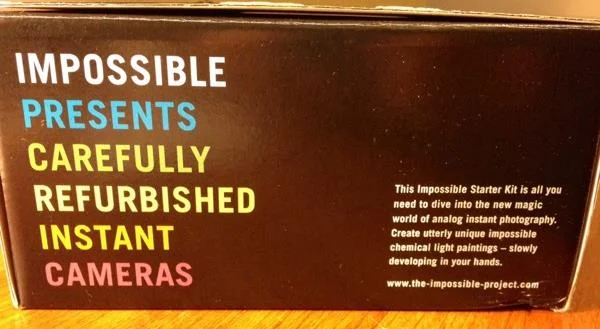 IMPOSSIBLE
PRESENTS
CAREFULLY
REFURBISHED
INSTANT
CAMERAS
This Impossible Starter Kit is all you
need to dive into the new magic
world of analog instant photography.
Create utterly unique impossible
chemical light paintings – slowly
developing in your hands.
www.the-impossible-project.com